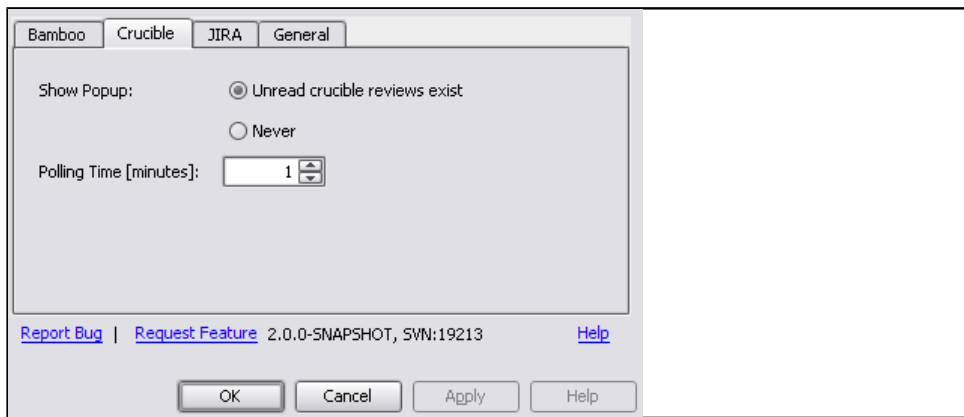 Bamboo Crucible JIRA General
Show Popup: Unread crucible reviews exist
Never
Polling Time [minutes]: 1
Report Bug | Request Feature 2.0.0-SNAPSHOT, SVN:19213 Help
OK Cancel Apply Help